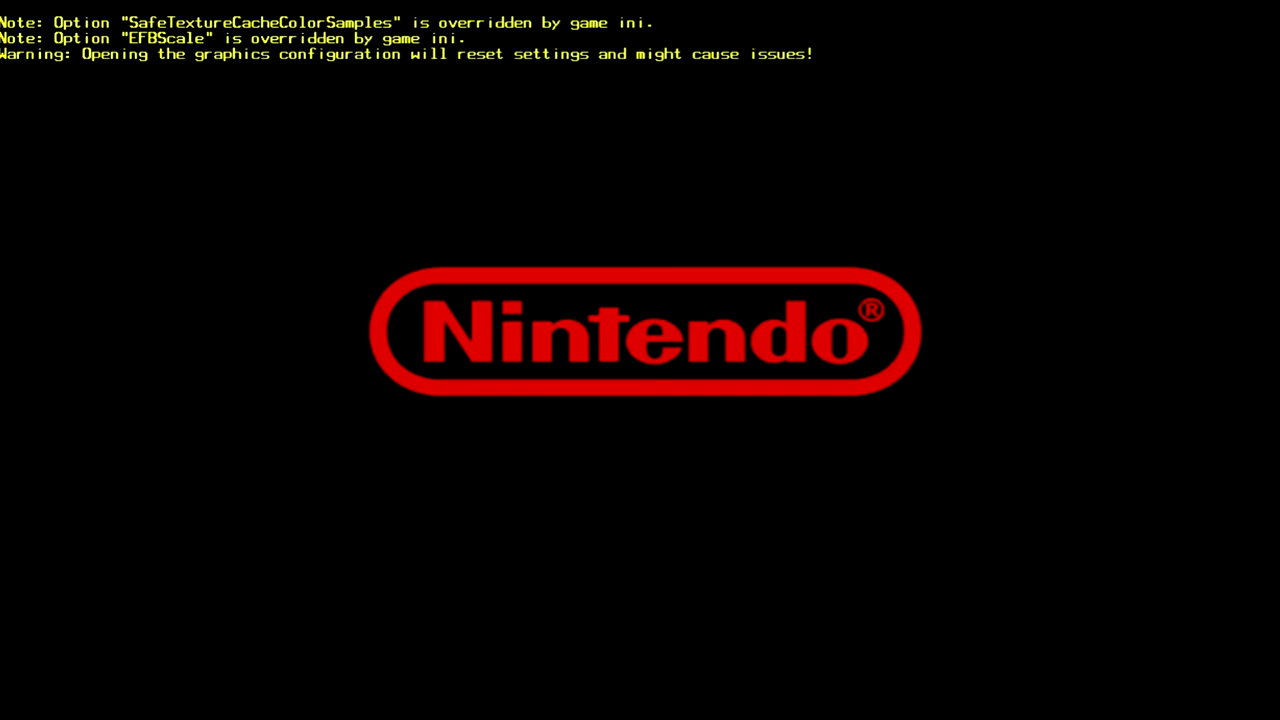 Note: Option "SafeTextureCacheColorSamples" is overridden by game ini.
Note: Option "EFBScale" is overridden by game ini.
Warning: Opening the graphics configuration will reset settings and might cause issues!
Nintendo®